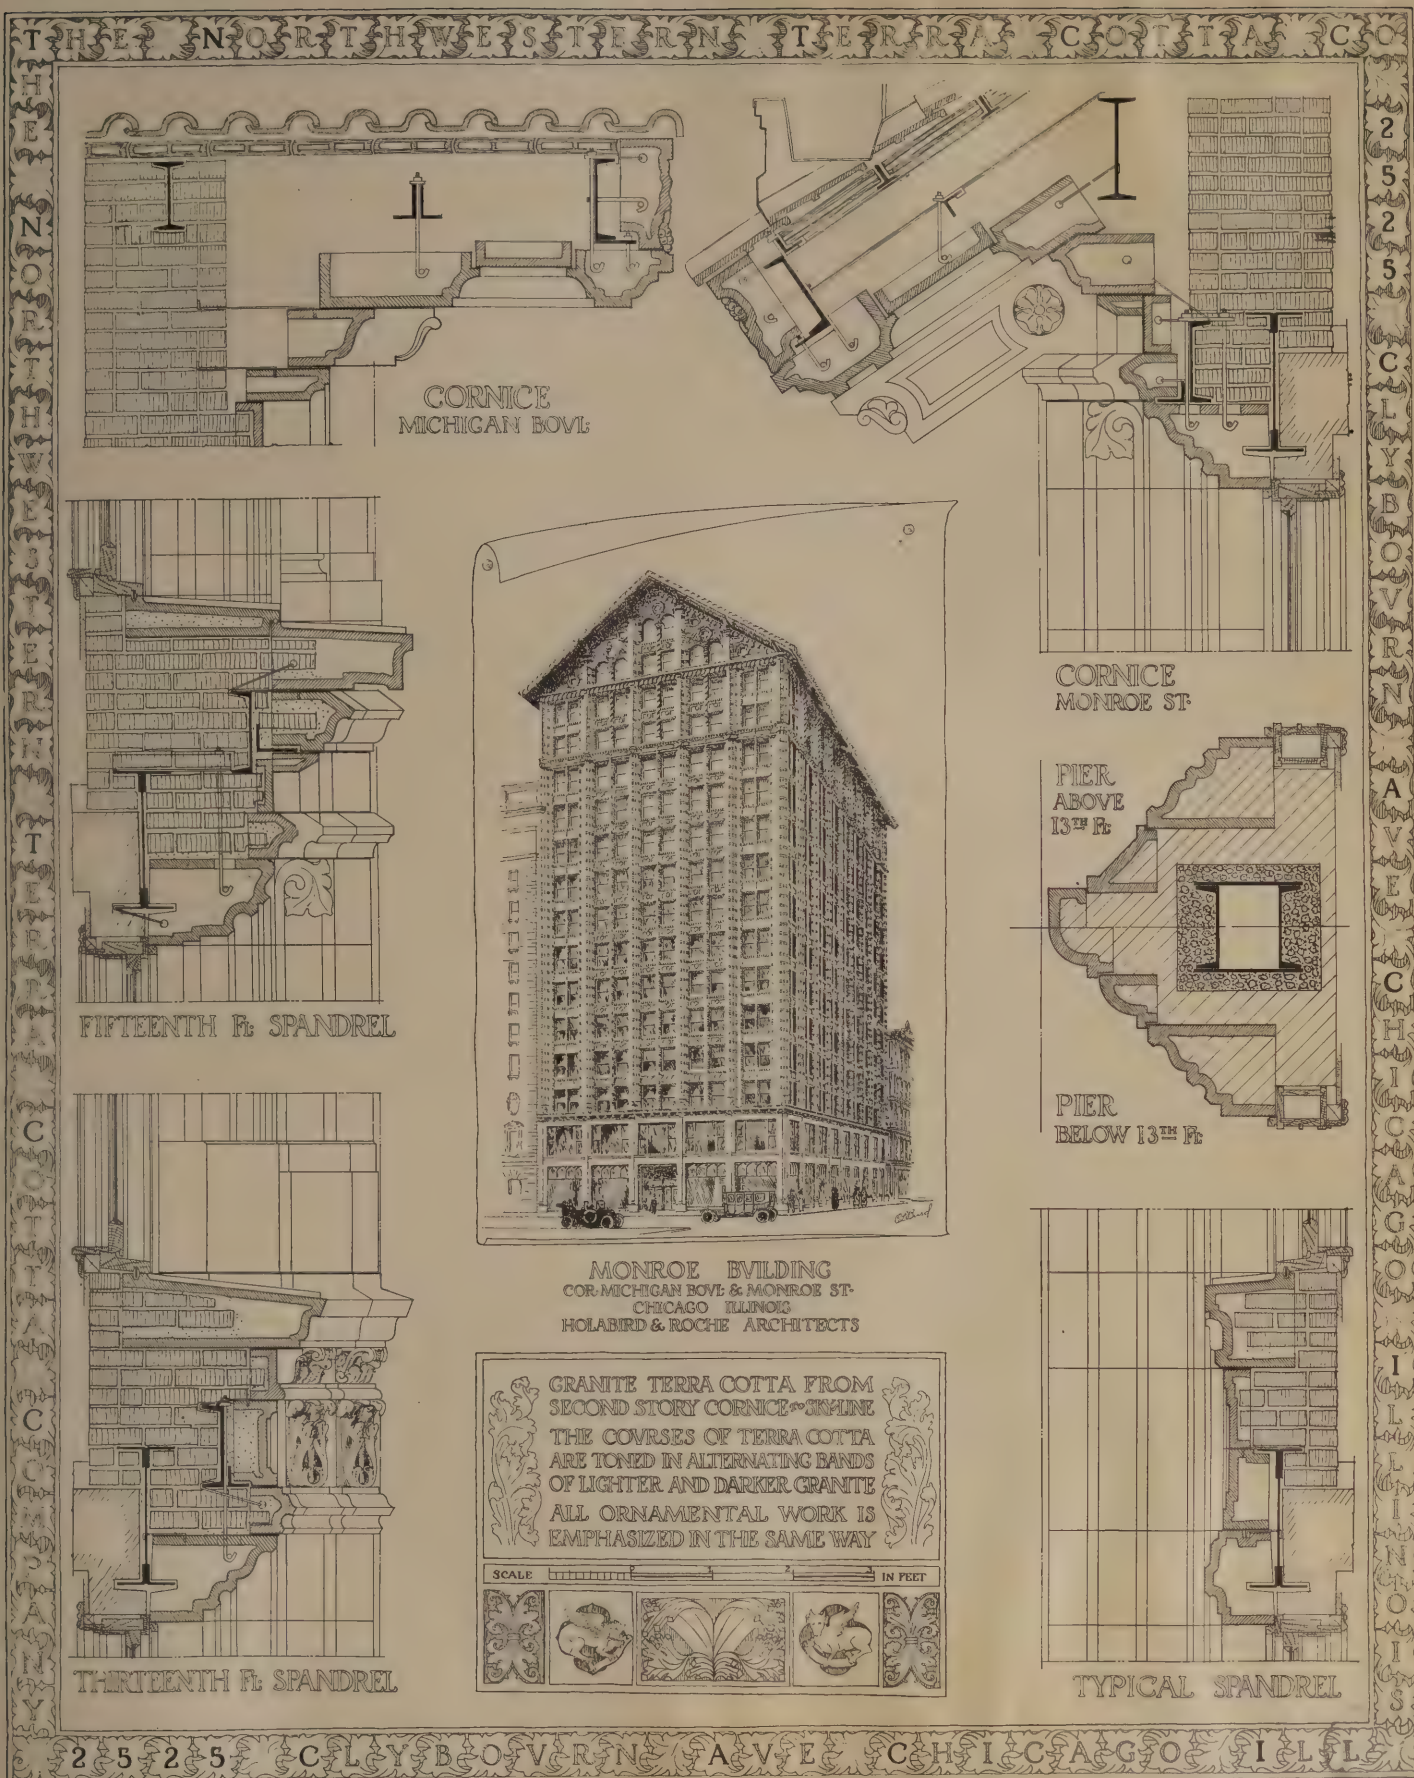 THE NORTHWESTERN TERRA COTTA CO
THE NORTHWESTERN TERRA COTTA COMPANY
2525 CLYBOVRN AVE CHICAGO ILLINOIS
CORNICE
MICHIGAN BOVL.
CORNICE
MONROE ST.
FIFTEENTH FL. SPANDREL
PIER
ABOVE
13TH FL.
PIER
BELOW 13TH FL.
MONROE BVILDING
COR. MICHIGAN BOVL. & MONROE ST.
CHICAGO ILLINOIS
HOLABIRD & ROCHE ARCHITECTS
GRANITE TERRA COTTA FROM
SECOND STORY CORNICE TO SKY-LINE
THE COVRSES OF TERRA COTTA
ARE TONED IN ALTERNATING BANDS
OF LIGHTER AND DARKER GRANITE
ALL ORNAMENTAL WORK IS
EMPHASIZED IN THE SAME WAY
SCALE 2 IN FEET
THIRTEENTH FL. SPANDREL
TYPICAL SPANDREL
2525 CLYBOVRN AVE CHICAGO ILL